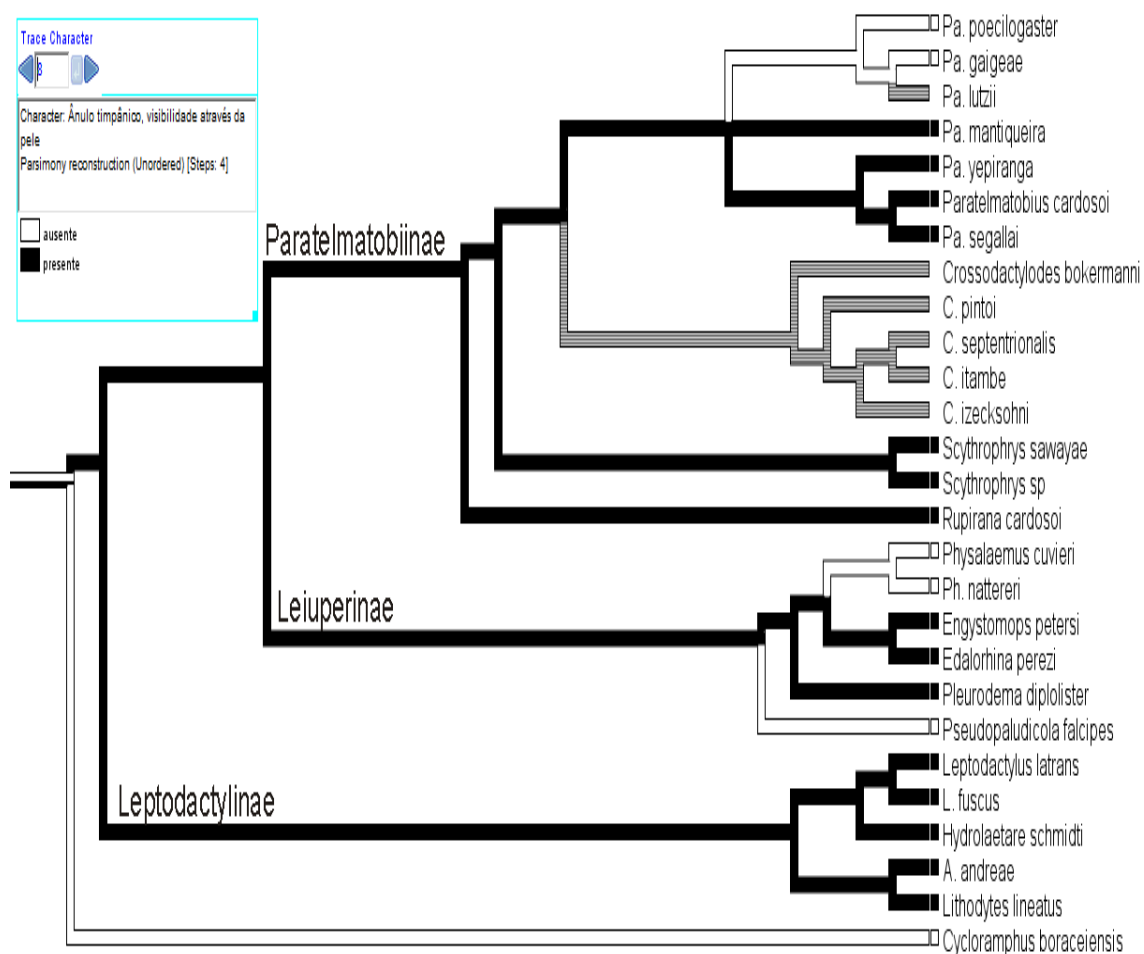 Trace Character
8
Character: Ânulo timpânico, visibilidade através da
pele
Parsimony reconstruction (Unordered) [Steps: 4]
ausente
presente
Paratelmatobiinae
Leiuperinae
Leptodactylinae
Pa. poecilogaster
Pa. gaigeae
Pa. lutzii
Pa. mantiqueira
Pa. yepiranga
Paratelmatobius cardosoi
Pa. segallai
Crossodactylodes bokermanni
C. pintoi
C. septentrionalis
C. itambe
C. izecksohni
Scythrophrys sawayae
Scythrophrys sp
Rupirana cardosoi
Physalaemus cuvieri
Ph. nattereri
Engystomops petersi
Edalorhina perezi
Pleurodema diplolister
Pseudopaludicola falcipes
Leptodactylus latrans
L. fuscus
Hydrolaetare schmidti
A. andreae
Lithodytes lineatus
Cycloramphus boraceiensis